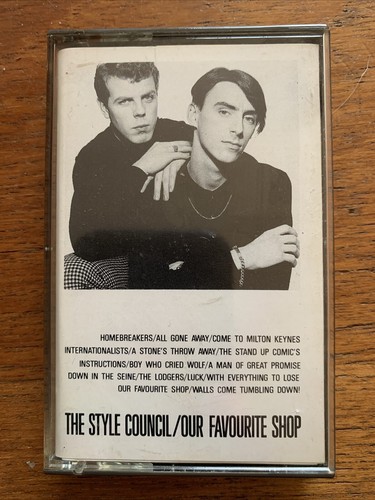 HOMEBREAKERS/ALL GONE AWAY/COME TO MILTON KEYNES
INTERNATIONALISTS/A STONE'S THROW AWAY/THE STAND UP COMIC'S
INSTRUCTIONS/BOY WHO CRIED WOLF/A MAN OF GREAT PROMISE
DOWN IN THE SEINE/THE LODGERS/LUCK/WITH EVERYTHING TO LOSE
OUR FAVOURITE SHOP/WALLS COME TUMBLING DOWN!
THE STYLE COUNCIL/OUR FAVOURITE SHOP